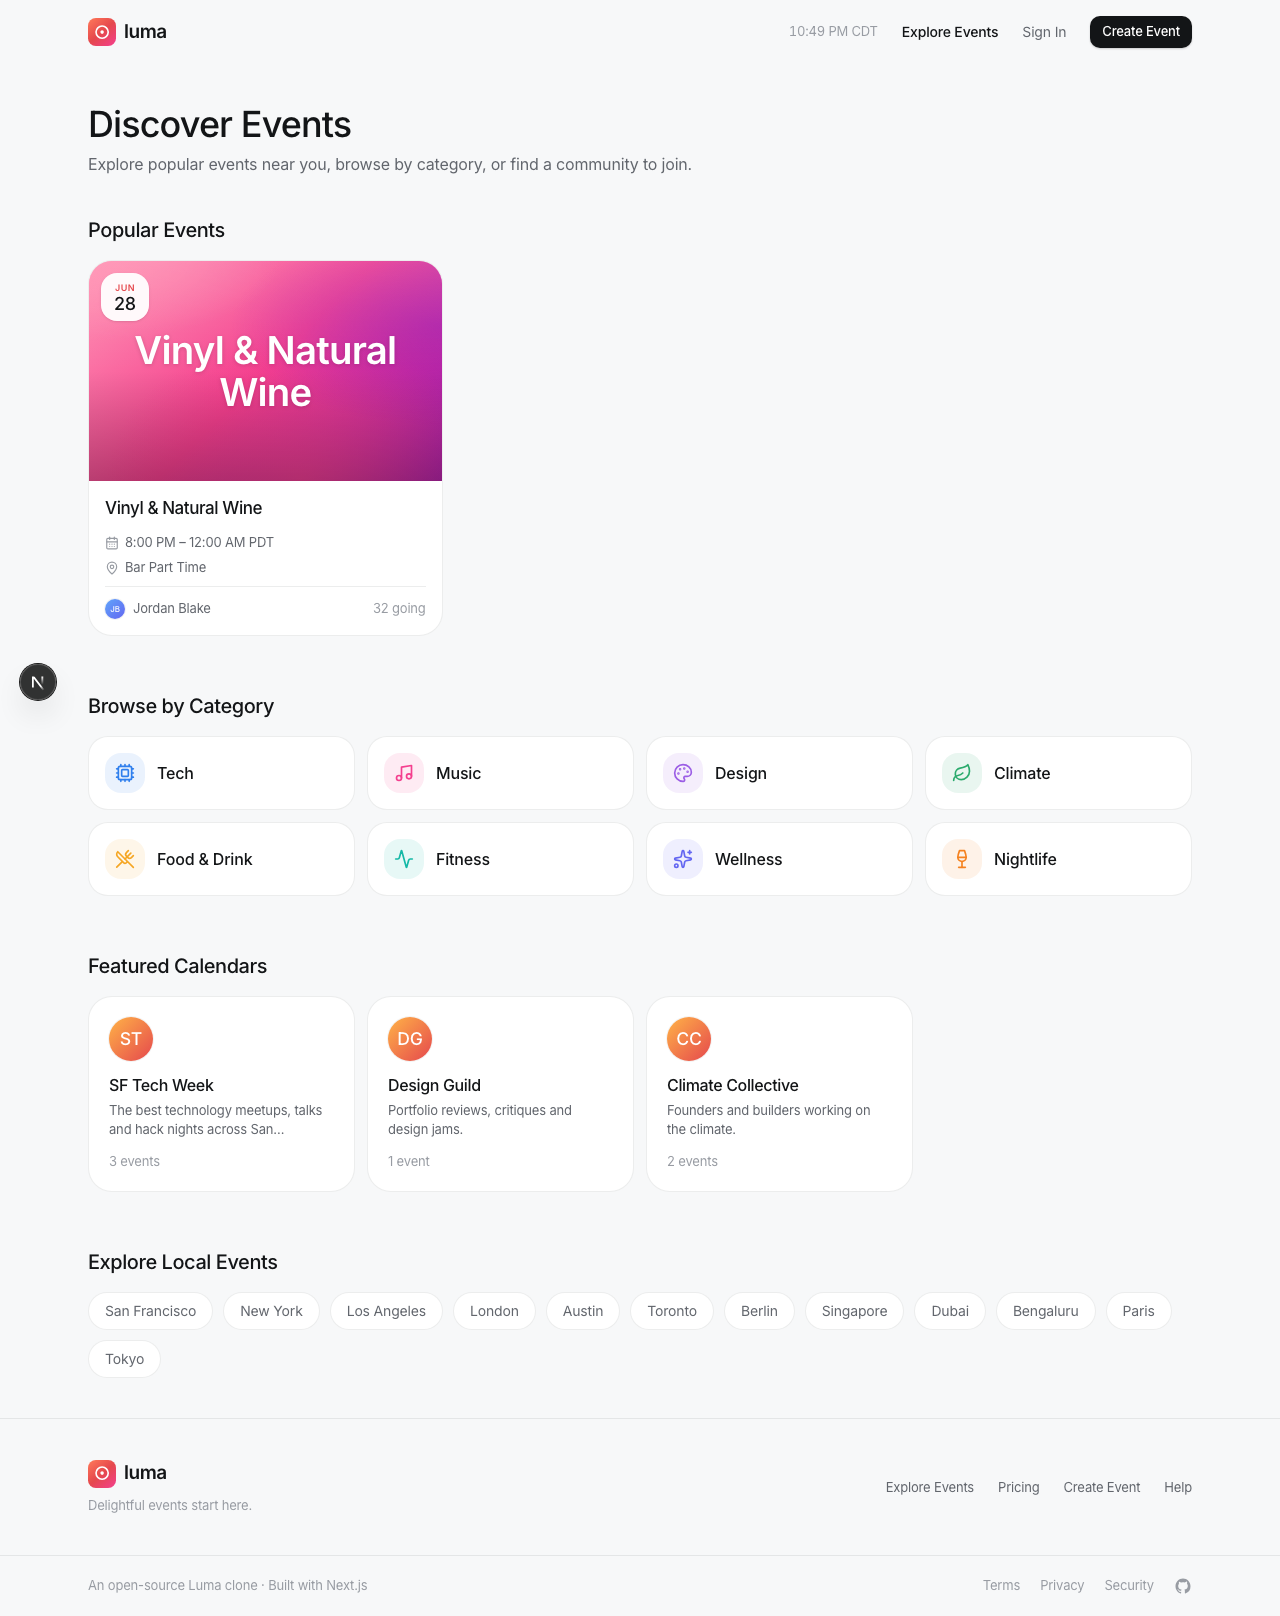 luma
10:49 PM CDT
Explore Events
Sign In
Create Event
Discover Events
Explore popular events near you, browse by category, or find a community to join.
Popular Events
JUN
28
Vinyl & Natural
Wine
Vinyl & Natural Wine
8:00 PM – 12:00 AM PDT
Bar Part Time
JB
Jordan Blake
32 going
N
Browse by Category
Tech
Music
Design
Climate
Food & Drink
Fitness
Wellness
Nightlife
Featured Calendars
ST
SF Tech Week
The best technology meetups, talks
and hack nights across San...
3 events
DG
Design Guild
Portfolio reviews, critiques and
design jams.
1 event
CC
Climate Collective
Founders and builders working on
the climate.
2 events
Explore Local Events
San Francisco
New York
Los Angeles
London
Austin
Toronto
Berlin
Singapore
Dubai
Bengaluru
Paris
Tokyo
luma
Delightful events start here.
Explore Events
Pricing
Create Event
Help
An open-source Luma clone · Built with Next.js
Terms
Privacy
Security